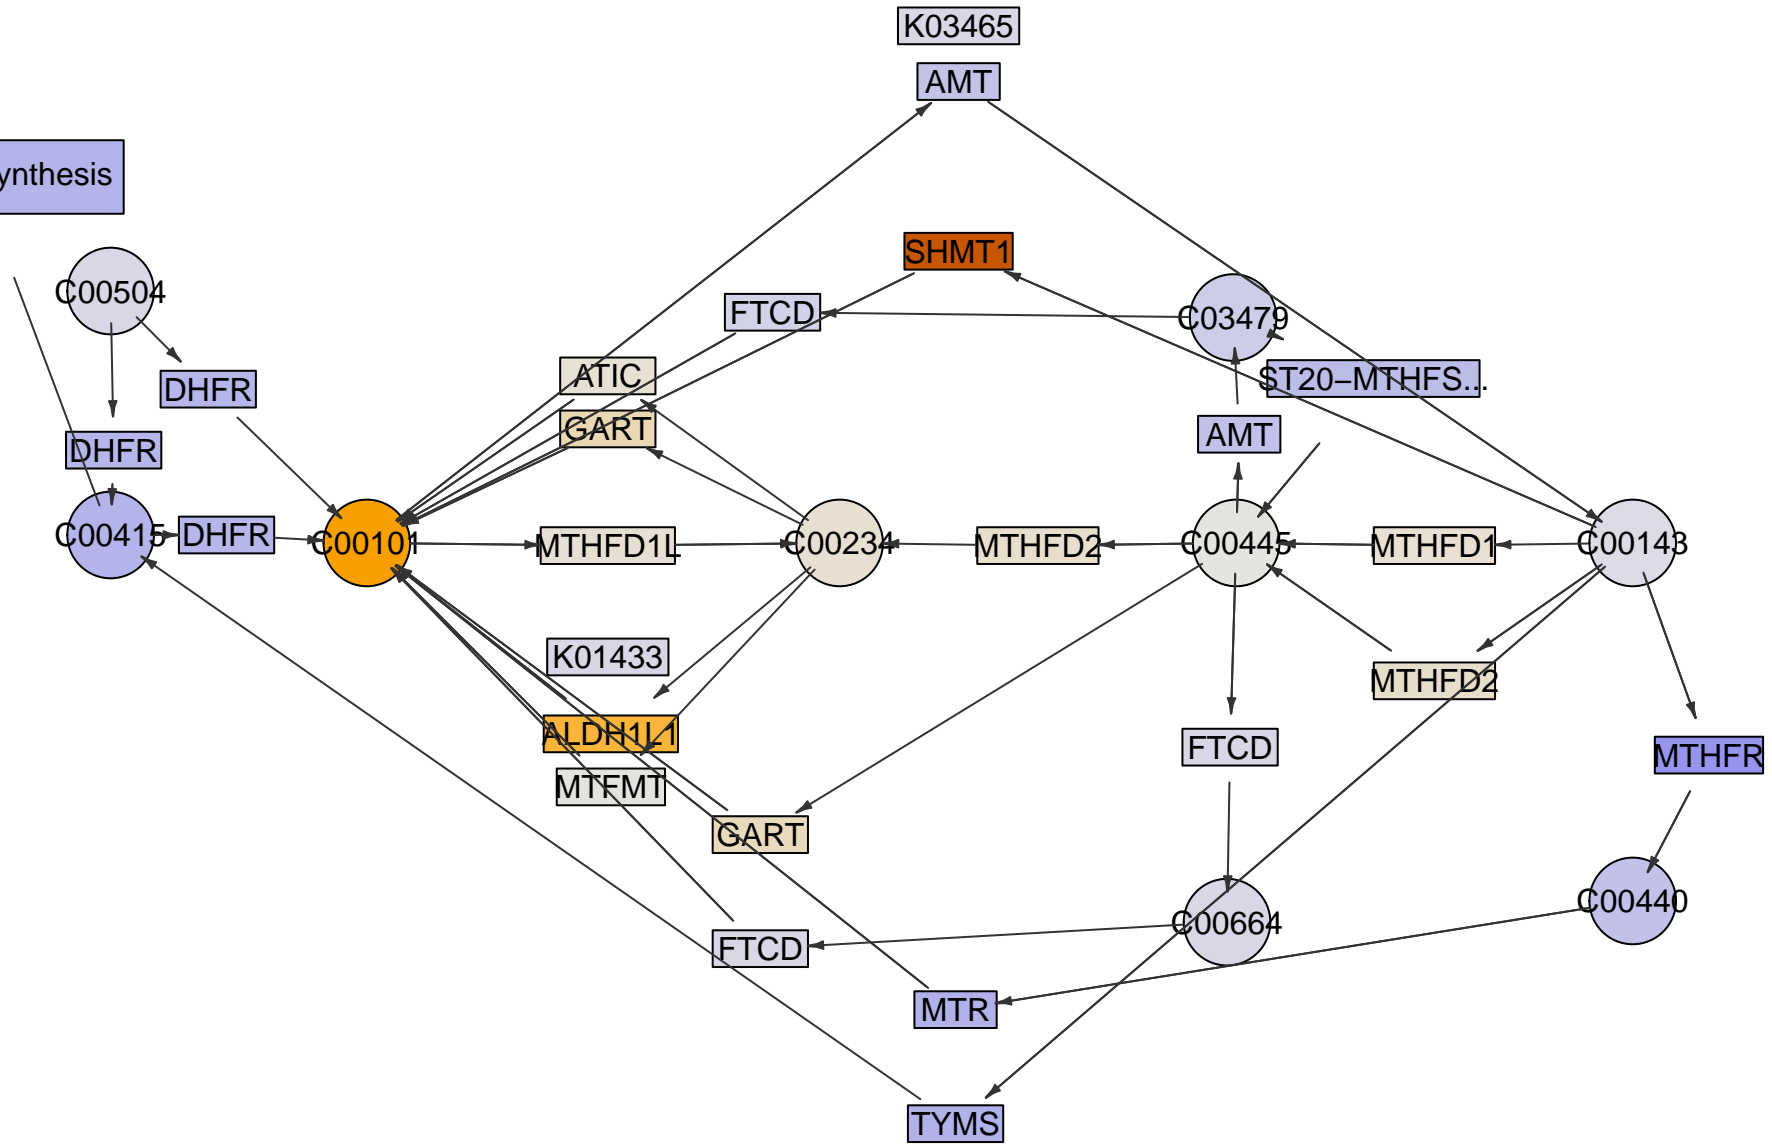 K03465
AMT
ynthesis
SHMT1
C00504
FTCD
C03479
ATIC
ST20−MTHFS...
DHFR
GART
AMT
DHFR
C00415
DHFR
C00101
MTHFD1L
C00234
MTHFD2
C00445
MTHFD1
C00143
K01433
MTHFD2
ALDH1L1
FTCD
MTHFR
MTFMT
GART
C00440
C00664
FTCD
MTR
TYMS